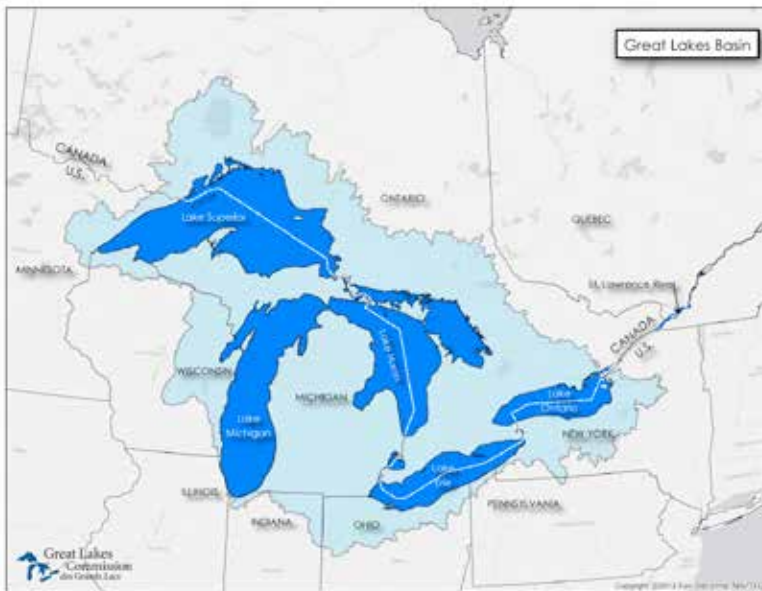 Great Lakes Basin
CANADA
U.S.
Lake Superior
ONTARIO
QUEBEC
MINNESOTA
St. Lawrence River
CANADA
U.S.
Lake Huron
WISCONSIN
MICHIGAN
Lake
Ontario
Lake
Michigan
NEW YORK
Lake
Erie
ILLINOIS
PENNSYLVANIA
INDIANA
OHIO
Great Lakes
Commission
des Grands Lacs
Copyright